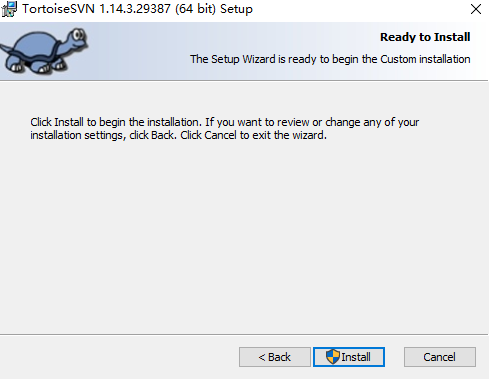 TortoiseSVN 1.14.3.29387 (64 bit) Setup
Ready to Install
The Setup Wizard is ready to begin the Custom installation
Click Install to begin the installation. If you want to review or change any of your
installation settings, click Back. Click Cancel to exit the wizard.
< Back
Install
Cancel